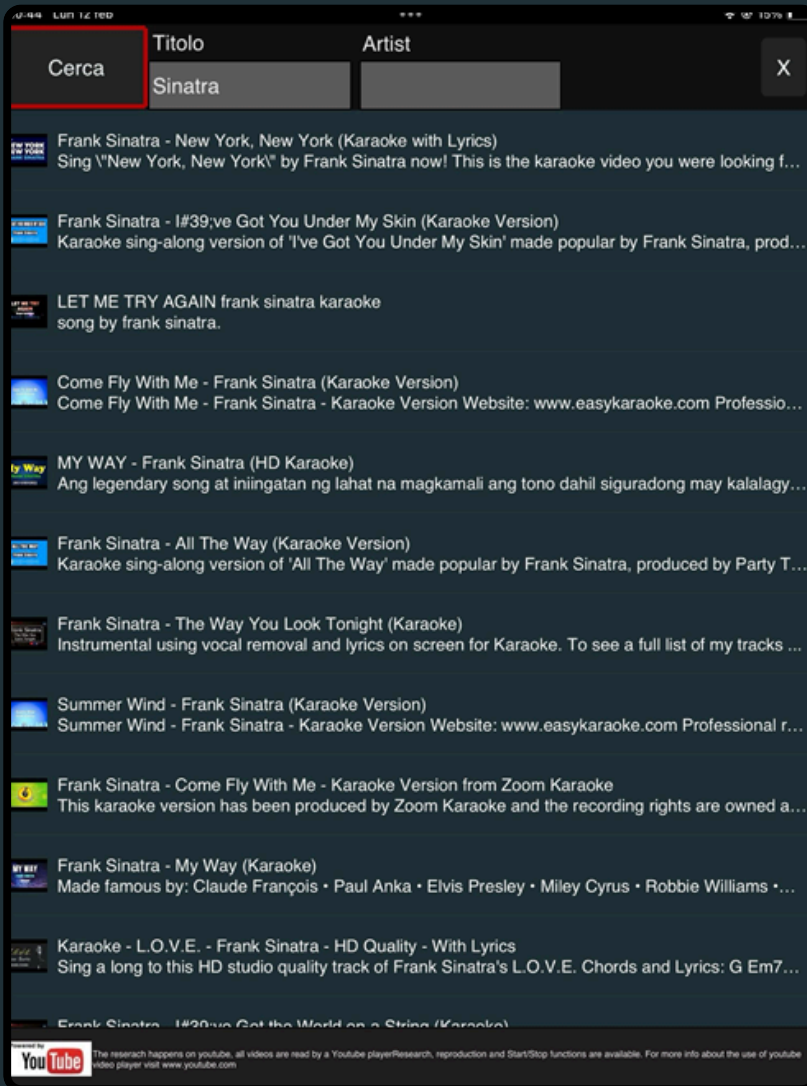 0:44 Lun 12 feb
15%
Titolo
Artist
Cerca
X
Sinatra
Frank Sinatra - New York, New York (Karaoke with Lyrics)
Sing \"New York, New York\" by Frank Sinatra now! This is the karaoke video you were looking f...
Frank Sinatra - I#39;ve Got You Under My Skin (Karaoke Version)
Karaoke sing-along version of 'I've Got You Under My Skin' made popular by Frank Sinatra, prod...
LET ME TRY AGAIN frank sinatra karaoke
song by frank sinatra.
Come Fly With Me - Frank Sinatra (Karaoke Version)
Come Fly With Me - Frank Sinatra - Karaoke Version Website: www.easykaraoke.com Professio...
My Way
MY WAY - Frank Sinatra (HD Karaoke)
Ang legendary song at iniingatan ng lahat na magkamali ang tono dahil siguradong may kalalagy...
Frank Sinatra - All The Way (Karaoke Version)
Karaoke sing-along version of 'All The Way' made popular by Frank Sinatra, produced by Party T...
Frank Sinatra - The Way You Look Tonight (Karaoke)
Instrumental using vocal removal and lyrics on screen for Karaoke. To see a full list of my tracks ...
Summer Wind - Frank Sinatra (Karaoke Version)
Summer Wind - Frank Sinatra - Karaoke Version Website: www.easykaraoke.com Professional r...
Frank Sinatra - Come Fly With Me - Karaoke Version from Zoom Karaoke
This karaoke version has been produced by Zoom Karaoke and the recording rights are owned a...
MY WAY
Frank Sinatra - My Way (Karaoke)
Made famous by: Claude François • Paul Anka • Elvis Presley • Miley Cyrus • Robbie Williams •...
Karaoke - L.O.V.E. - Frank Sinatra - HD Quality - With Lyrics
Sing a long to this HD studio quality track of Frank Sinatra's L.O.V.E. Chords and Lyrics: G Em7...
Frank Sinatra - I#39;ve Got the World on a String (Karaoke)
Powered by
YouTube
The reserach happens on youtube, all videos are read by a Youtube playerResearch, reproduction and Start/Stop functions are available. For more info about the use of youtube
video player visit www.youtube.com